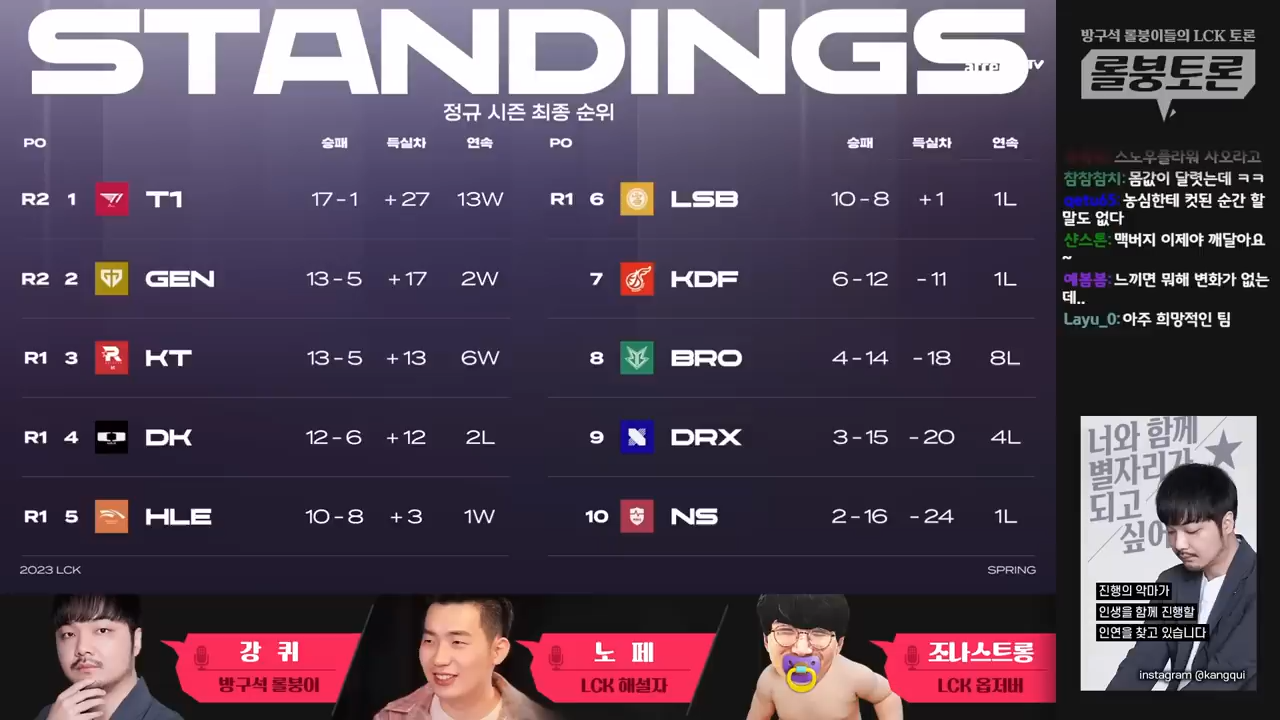 STANDINGS
정규 시즌 최종 순위
PO 승패 득실차 연속
R2 1 T1 17-1 +27 13W
R2 2 GEN 13-5 +17 2W
R1 3 KT 13-5 +13 6W
R1 4 DK 12-6 +12 2L
R1 5 HLE 10-8 +3 1W
2023 LCK
PO 승패 득실차 연속
R1 6 LSB 10-8 +1 1L
7 KDF 6-12 -11 1L
8 BRO 4-14 -18 8L
9 DRX 3-15 -20 4L
10 NS 2-16 -24 1L
SPRING
방구석 롤붕이들의 LCK 토론
롤붕토론
스노우플라워 사오라고
참참참치: 몸값이 달렷는데 ㅋㅋ
qetu65: 농심한테 컷된 순간 할
말도 없다
샨스톤: 맥버지 이제야 깨달아요
~
예봄봄: 느끼면 뭐해 변화가 없는
데..
Layu_0: 아주 희망적인 팀
너와 함께
별자리가
되고
싶어
진행의 악마가
인생을 함께 진행할
인연을 찾고 있습니다
instagram @kangqui
강 퀴
방구석 롤붕이
노 페
LCK 해설자
조나스트롱
LCK 옵저버